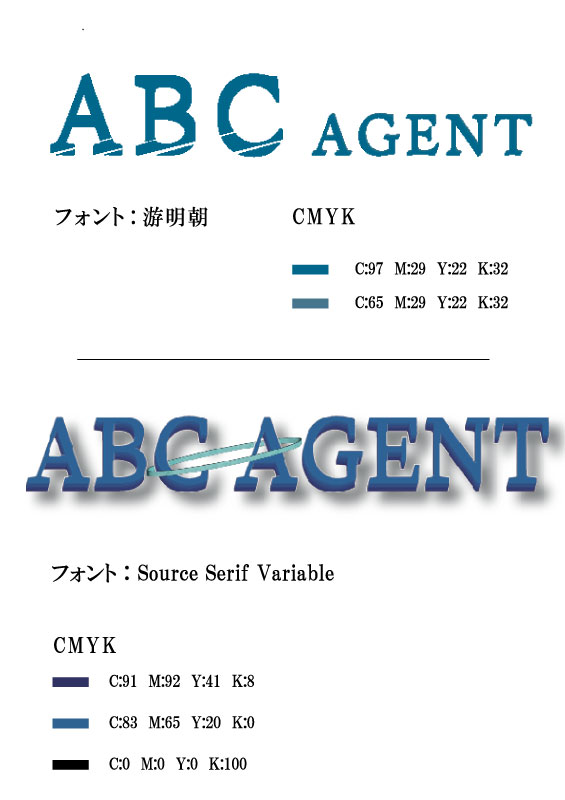 ABC AGENT
フォント：游明朝
CMYK
C:97 M:29 Y:22 K:32
C:65 M:29 Y:22 K:32
ABC AGENT
フォント：Source Serif Variable
CMYK
C:91 M:92 Y:41 K:8
C:83 M:65 Y:20 K:0
C:0 M:0 Y:0 K:100